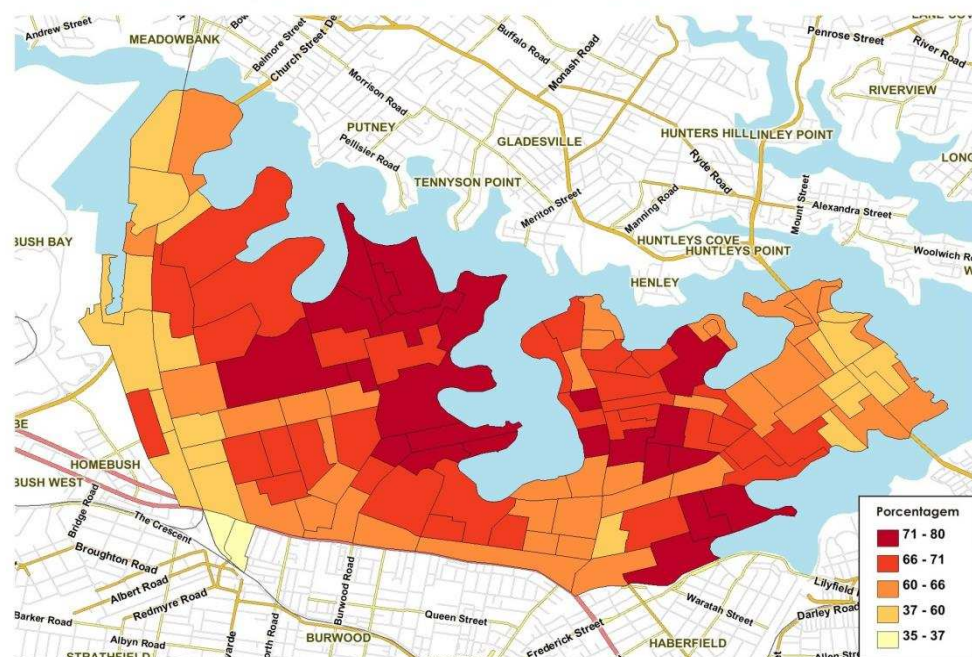 Andrew Street
MEADOWBANK
Belmore Street
Church Street
Morrison Road
Buffalo Road
Monash Road
Penrose Street
River Road
RIVERVIEW
PUTNEY
Pellisier Road
GLADESVILLE
HUNTERS HILL
LINLEY POINT
Ryde Road
TENNYSON POINT
Meriton Street
Manning Road
Mount Street
Alexandra Street
BUSH BAY
HUNTLEYS COVE
HUNTLEYS POINT
Woolwich
HENLEY
HOMEBUSH
BUSH WEST
Bridge Road
The Crescent
Broughton Road
Albert Road
Redmyre Road
Barker Road
Albyn Road
STRATHFIELD
Burwood Road
BURWOOD
Queen Street
Frederick Street
HABERFIELD
Waratah Street
Darley Road
Lilyfield
Porcentagem
71 - 80
66 - 71
60 - 66
37 - 60
35 - 37